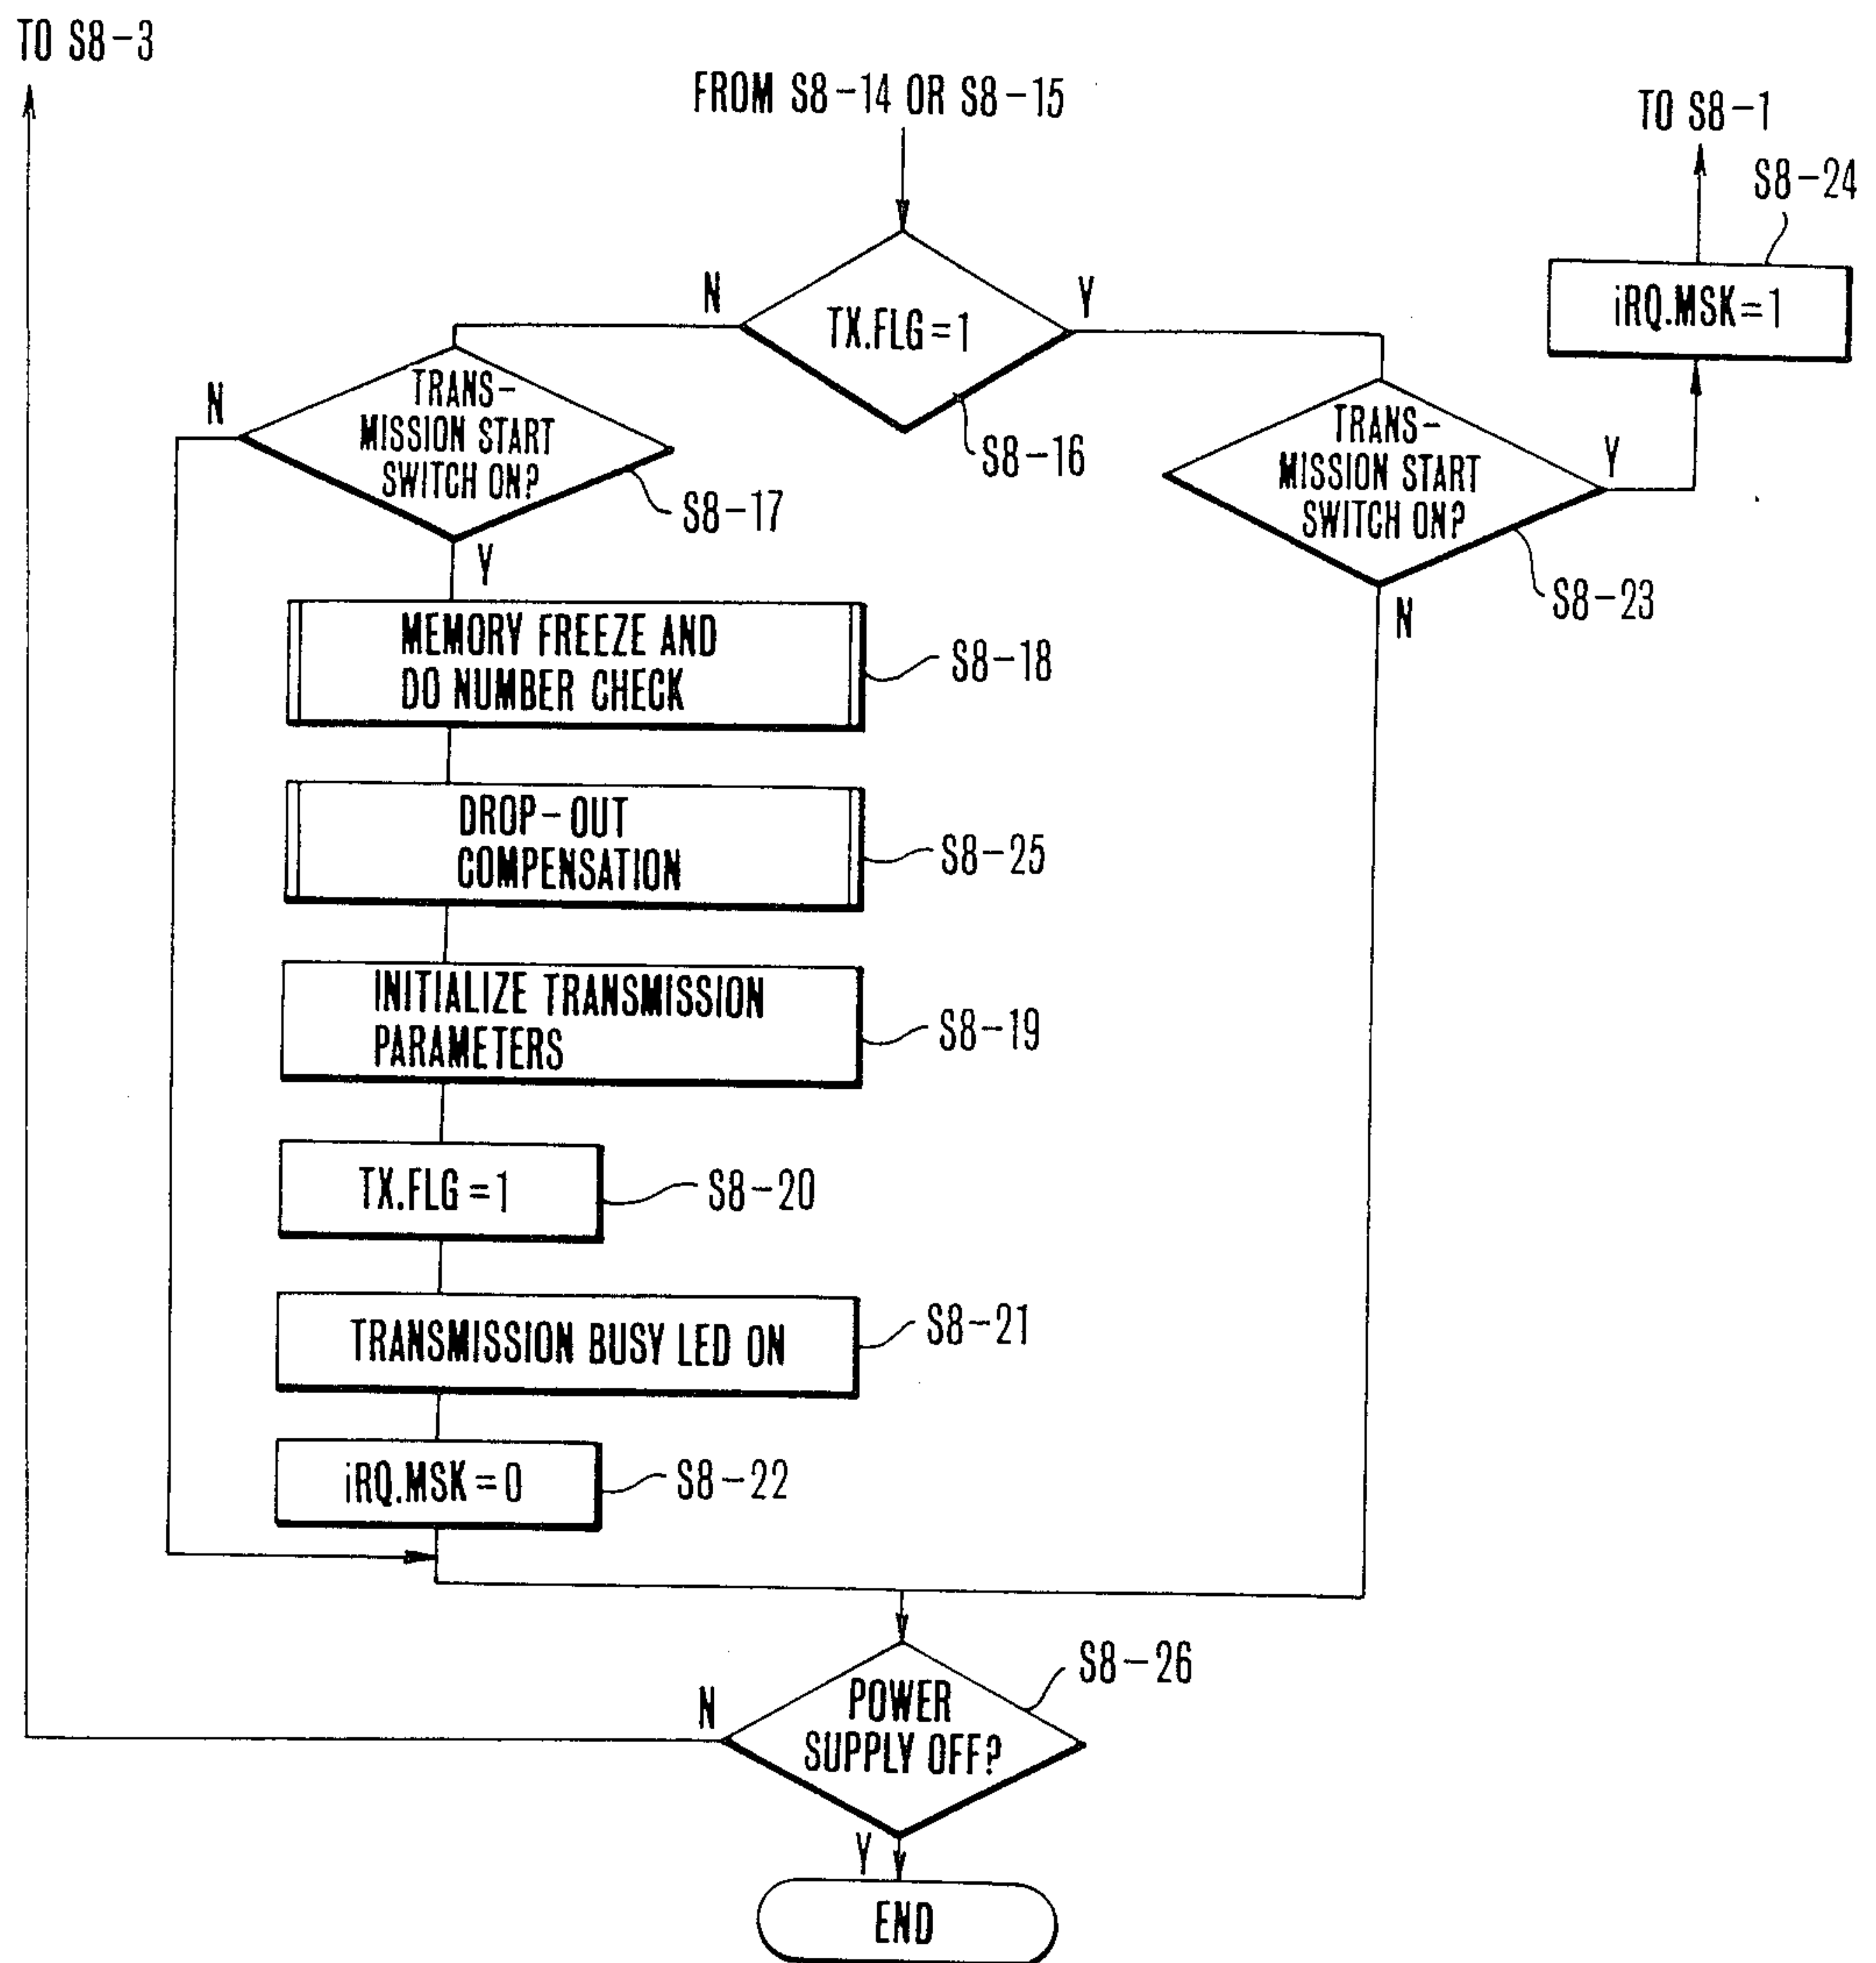 TO S8-3
FROM S8-14 OR S8-15
TO S8-1
S8-24
iRQ.MSK=1
N
Y
TX.FLG=1
S8-16
N
TRANS-
MISSION START
SWITCH ON?
S8-17
Y
TRANS-
MISSION START
SWITCH ON?
Y
S8-23
N
MEMORY FREEZE AND
DO NUMBER CHECK
S8-18
DROP-OUT
COMPENSATION
S8-25
INITIALIZE TRANSMISSION
PARAMETERS
S8-19
TX.FLG=1
S8-20
TRANSMISSION BUSY LED ON
S8-21
iRQ.MSK=0
S8-22
S8-26
N
POWER
SUPPLY OFF?
Y
END